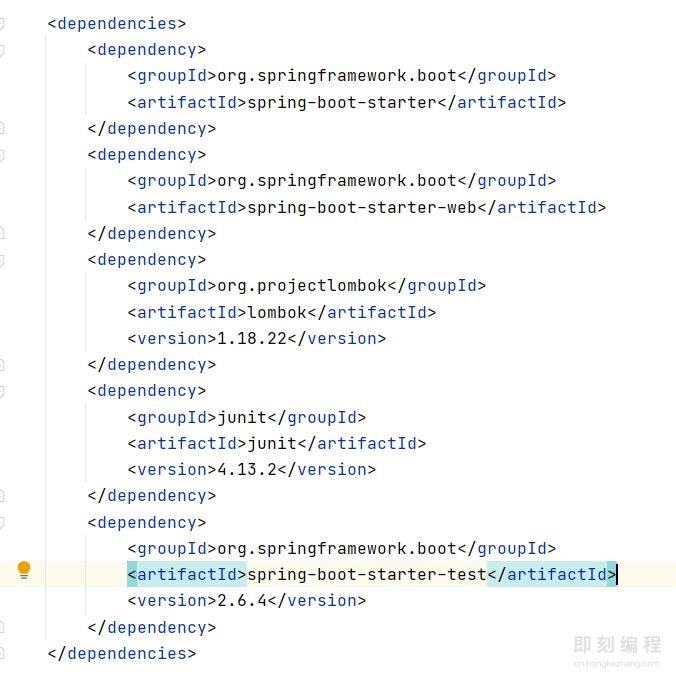 <dependencies>
<dependency>
<groupId>org.springframework.boot</groupId>
<artifactId>spring-boot-starter</artifactId>
</dependency>
<dependency>
<groupId>org.springframework.boot</groupId>
<artifactId>spring-boot-starter-web</artifactId>
</dependency>
<dependency>
<groupId>org.projectlombok</groupId>
<artifactId>lombok</artifactId>
<version>1.18.22</version>
</dependency>
<dependency>
<groupId>junit</groupId>
<artifactId>junit</artifactId>
<version>4.13.2</version>
</dependency>
<dependency>
<groupId>org.springframework.boot</groupId>
<artifactId>spring-boot-starter-test</artifactId>
<version>2.6.4</version>
</dependency>
</dependencies>
即刻编程
cn.hongkezhang.com